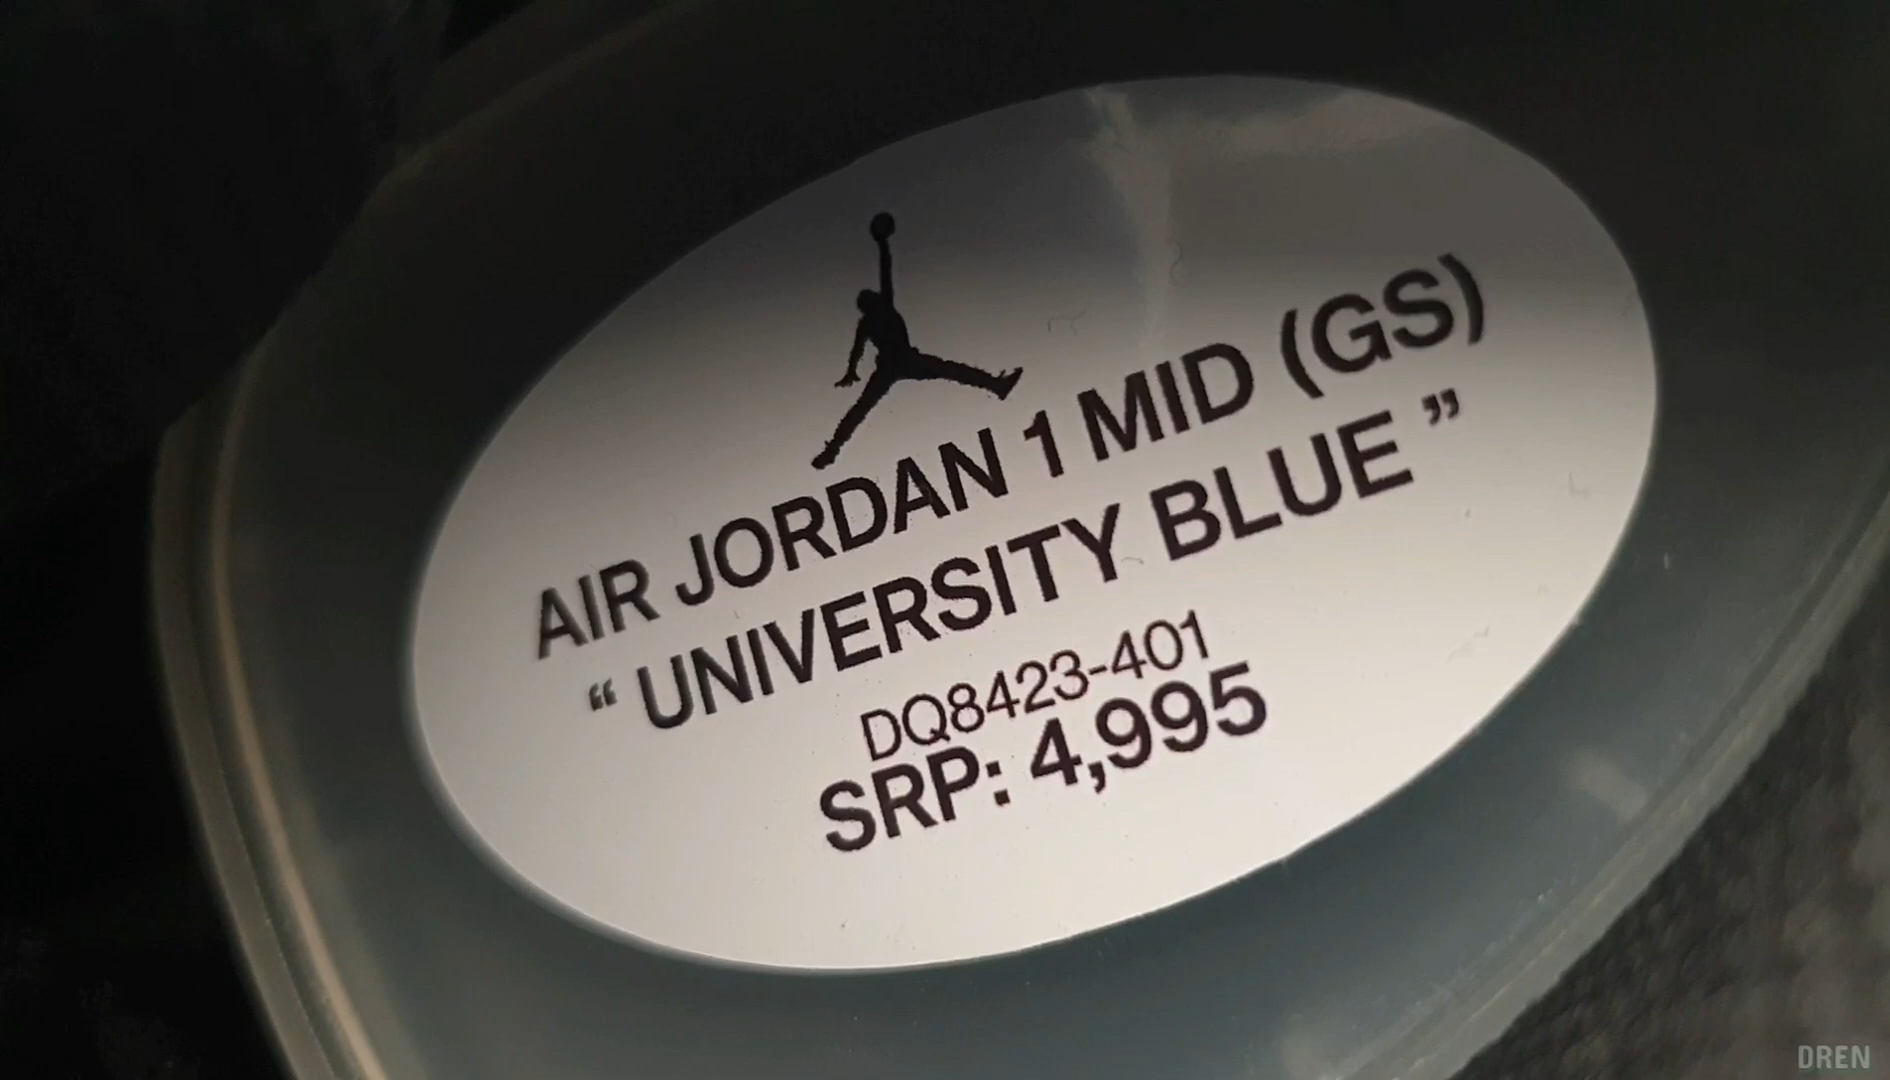 AIR JORDAN 1 MID (GS)
“ UNIVERSITY BLUE ”
DQ8423-401
SRP: 4,995
DREN